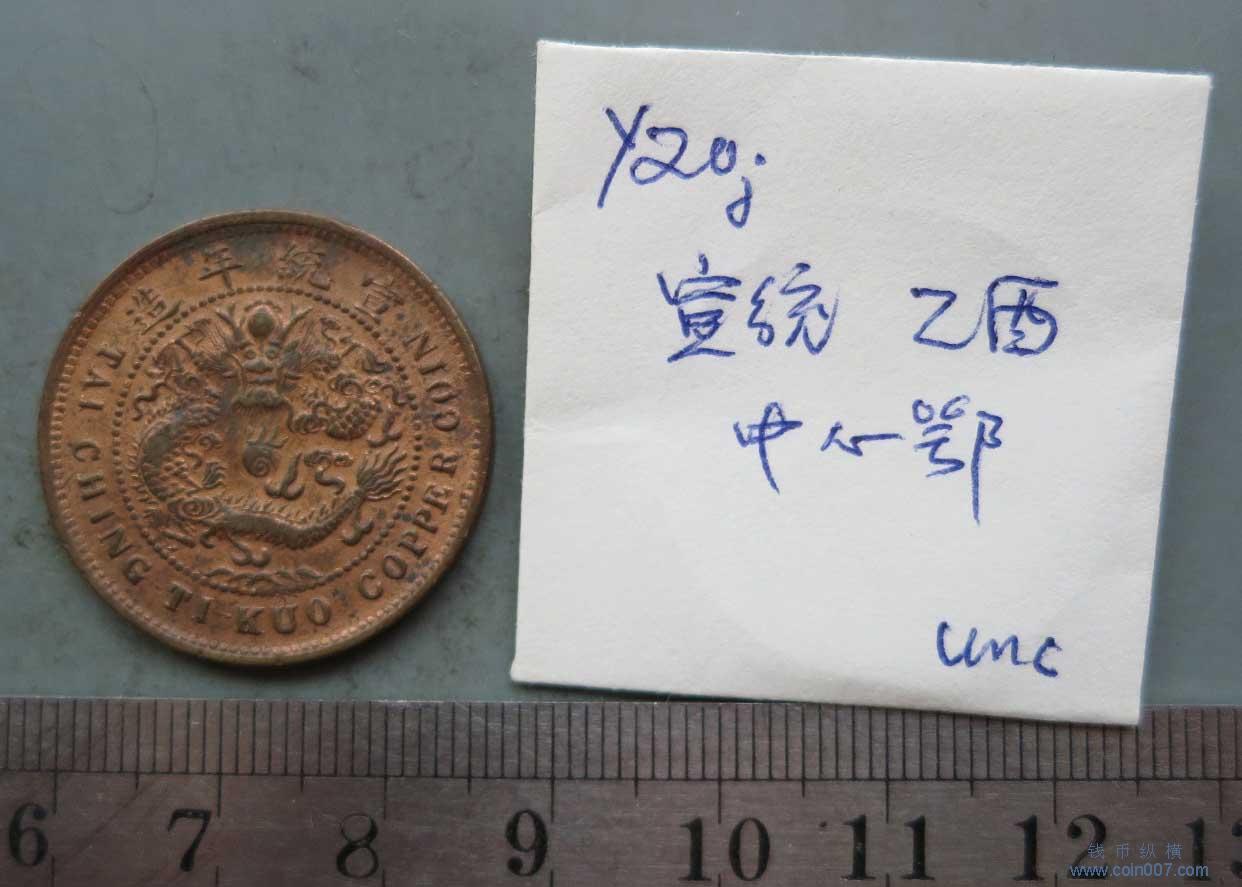 宣統年造
TAI CHING TI-KUO COPPER COIN
Y20j
宣统 乙酉
中心鄂
unc
6 7 8 9 10 11 12 13
钱币纵横
www.coin007.com